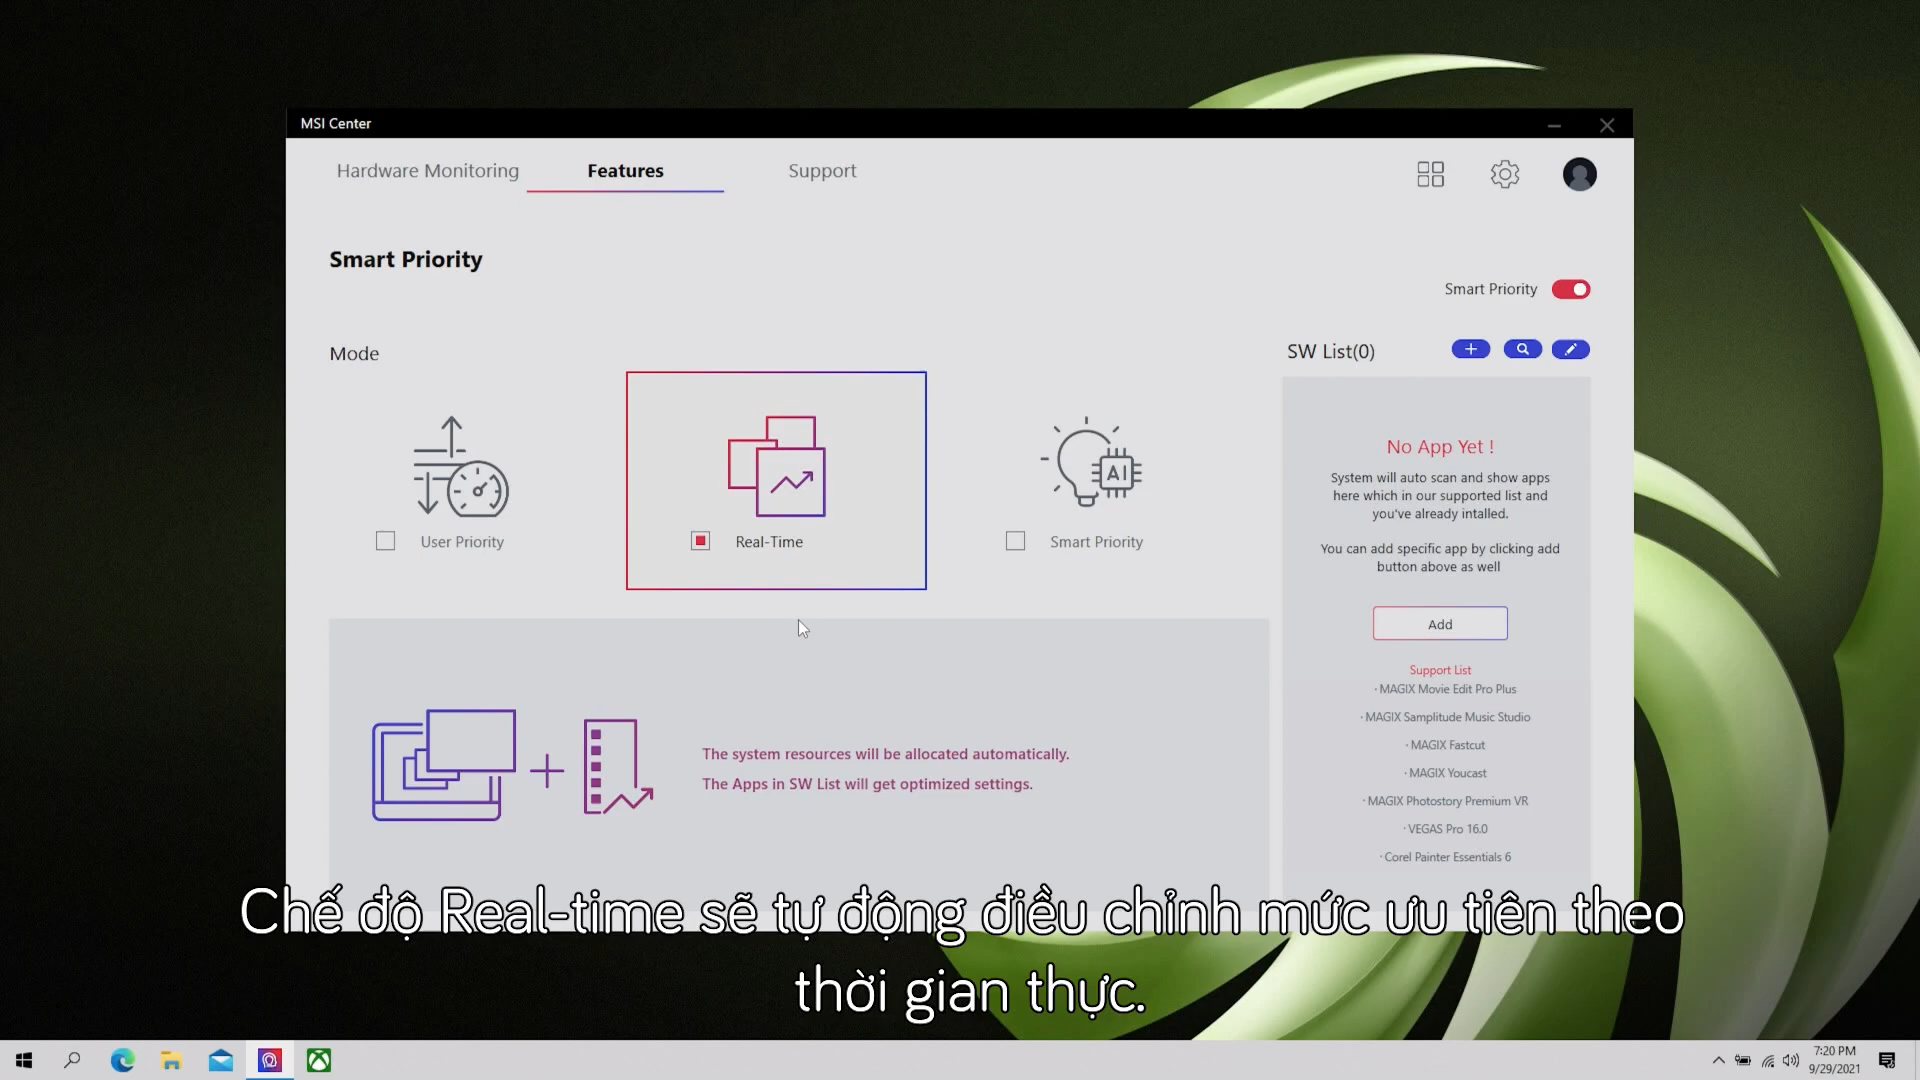 MSI Center
Hardware Monitoring
Features
Support
Smart Priority
Smart Priority
Mode
SW List(0)
AI
User Priority
Real-Time
Smart Priority
No App Yet !
System will auto scan and show apps
here which in our supported list and
you've already intalled.
You can add specific app by clicking add
button above as well
Add
Support List
· MAGIX Movie Edit Pro Plus
· MAGIX Samplitude Music Studio
· MAGIX Fastcut
· MAGIX Youcast
· MAGIX Photostory Premium VR
· VEGAS Pro 16.0
· Corel Painter Essentials 6
The system resources will be allocated automatically.
The Apps in SW List will get optimized settings.
Chế độ Real-time sẽ tự động điều chỉnh mức ưu tiên theo
thời gian thực.
7:20 PM
9/29/2021